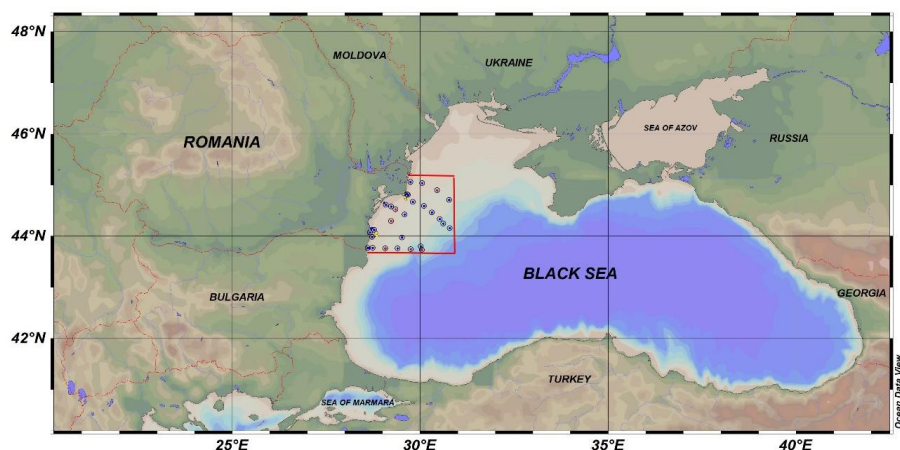 48°N
MOLDOVA
UKRAINE
46°N
ROMANIA
SEA OF AZOV
RUSSIA
44°N
BLACK SEA
BULGARIA
GEORGIA
42°N
TURKEY
SEA OF MARMARA
Ocean Data View
25°E
30°E
35°E
40°E